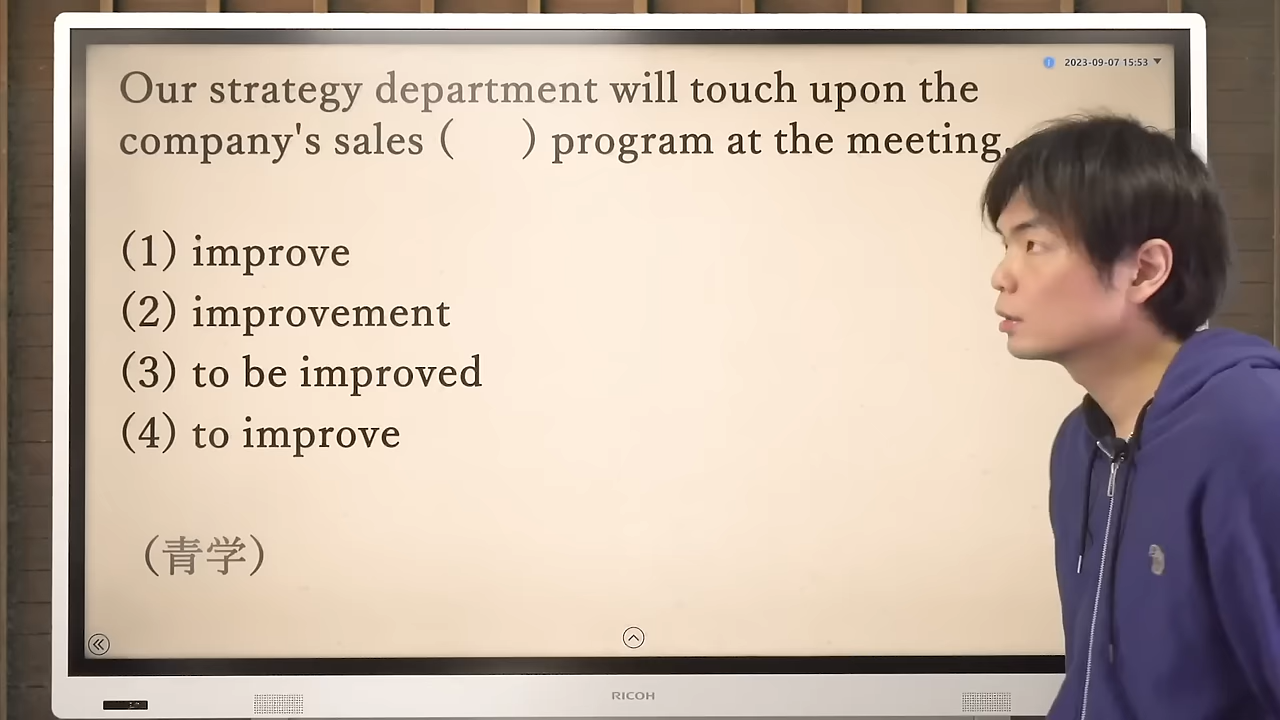 2023-09-07 15:53
Our strategy department will touch upon the
company's sales (　　) program at the meeting.
(1) improve
(2) improvement
(3) to be improved
(4) to improve
(青学)
RICOH